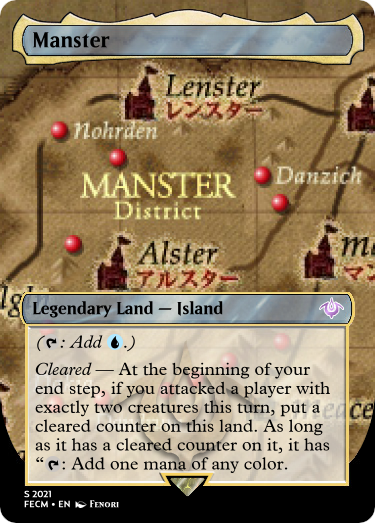 Manster
Lenster
レンスター
Nohrden
MANSTER
District
Danzich
Alster
アルスター
Legendary Land — Island
(T: Add .)
Cleared — At the beginning of your
end step, if you attacked a player with
exactly two creatures this turn, put a
cleared counter on this land. As long
as it has a cleared counter on it, it has
“ : Add one mana of any color.
S 2021
FECM • EN Fenori